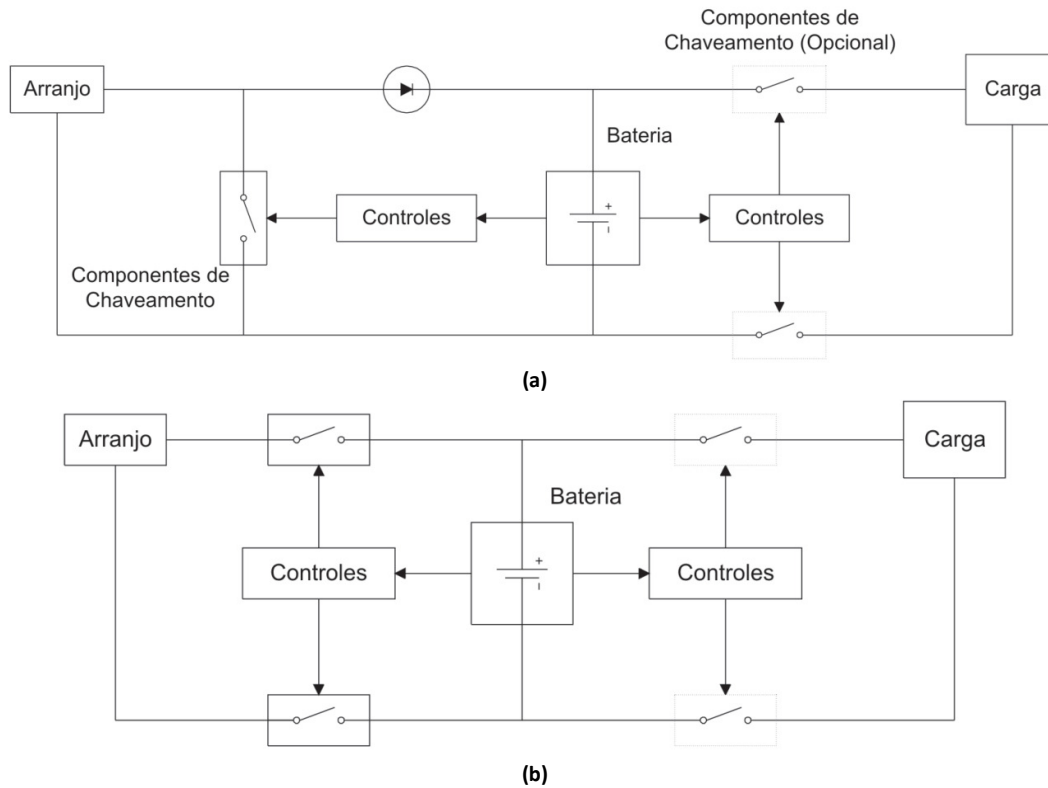 Componentes de
Chaveamento (Opcional)
Arranjo
Carga
Bateria
+
–
Controles
Controles
Componentes de
Chaveamento
(a)
Arranjo
Carga
Bateria
+
–
Controles
Controles
(b)